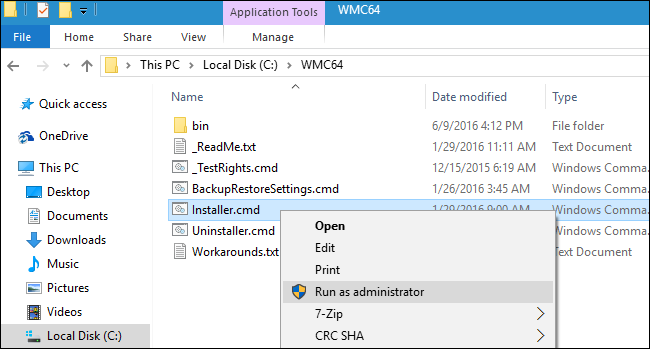 Application Tools
WMC64
File
Home
Share
View
Manage
This PC
Local Disk (C:)
WMC64
Name
Date modified
Type
Quick access
OneDrive
This PC
Desktop
Documents
Downloads
Music
Pictures
Videos
Local Disk (C:)
bin
6/9/2016 4:12 PM
File folder
_ReadMe.txt
1/29/2016 11:11 AM
Text Document
_TestRights.cmd
12/15/2015 6:19 AM
Windows Comma...
BackupRestoreSettings.cmd
1/26/2016 3:45 AM
Windows Comma...
Installer.cmd
1/29/2016 9:00 AM
Windows Comma...
Uninstaller.cmd
Windows Comma...
Workarounds.txt
Text Document
Open
Edit
Print
Run as administrator
7-Zip
CRC SHA